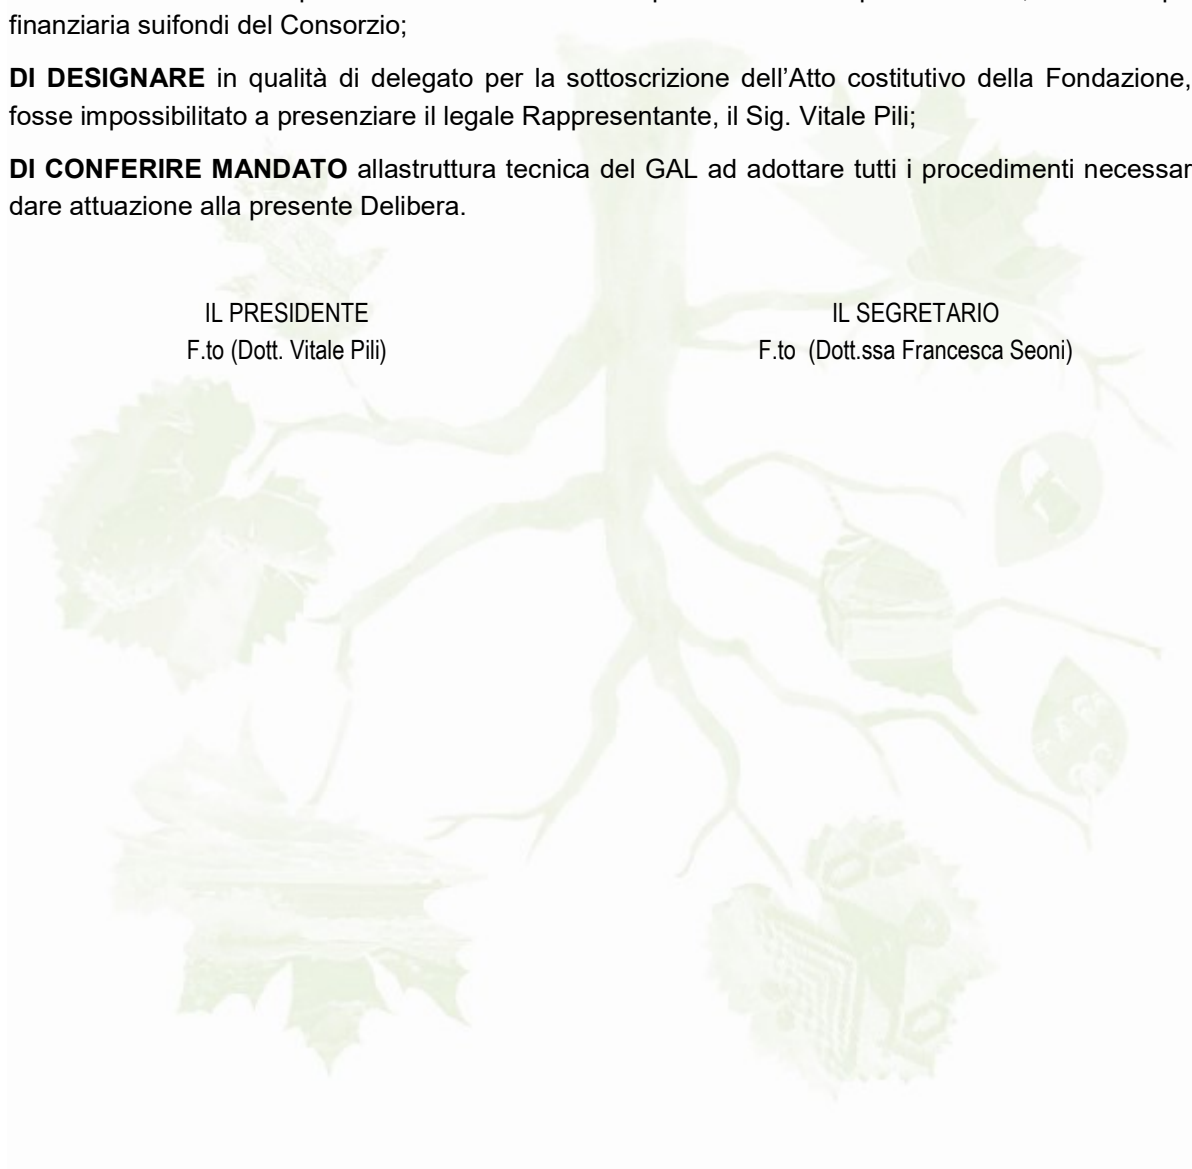 finanziaria suifondi del Consorzio;
DI DESIGNARE in qualità di delegato per la sottoscrizione dell'Atto costitutivo della Fondazione,
fosse impossibilitato a presenziare il legale Rappresentante, il Sig. Vitale Pili;
DI CONFERIRE MANDATO allastruttura tecnica del GAL ad adottare tutti i procedimenti necessar
dare attuazione alla presente Delibera.
IL PRESIDENTE
F.to (Dott. Vitale Pili)
IL SEGRETARIO
F.to (Dott.ssa Francesca Seoni)